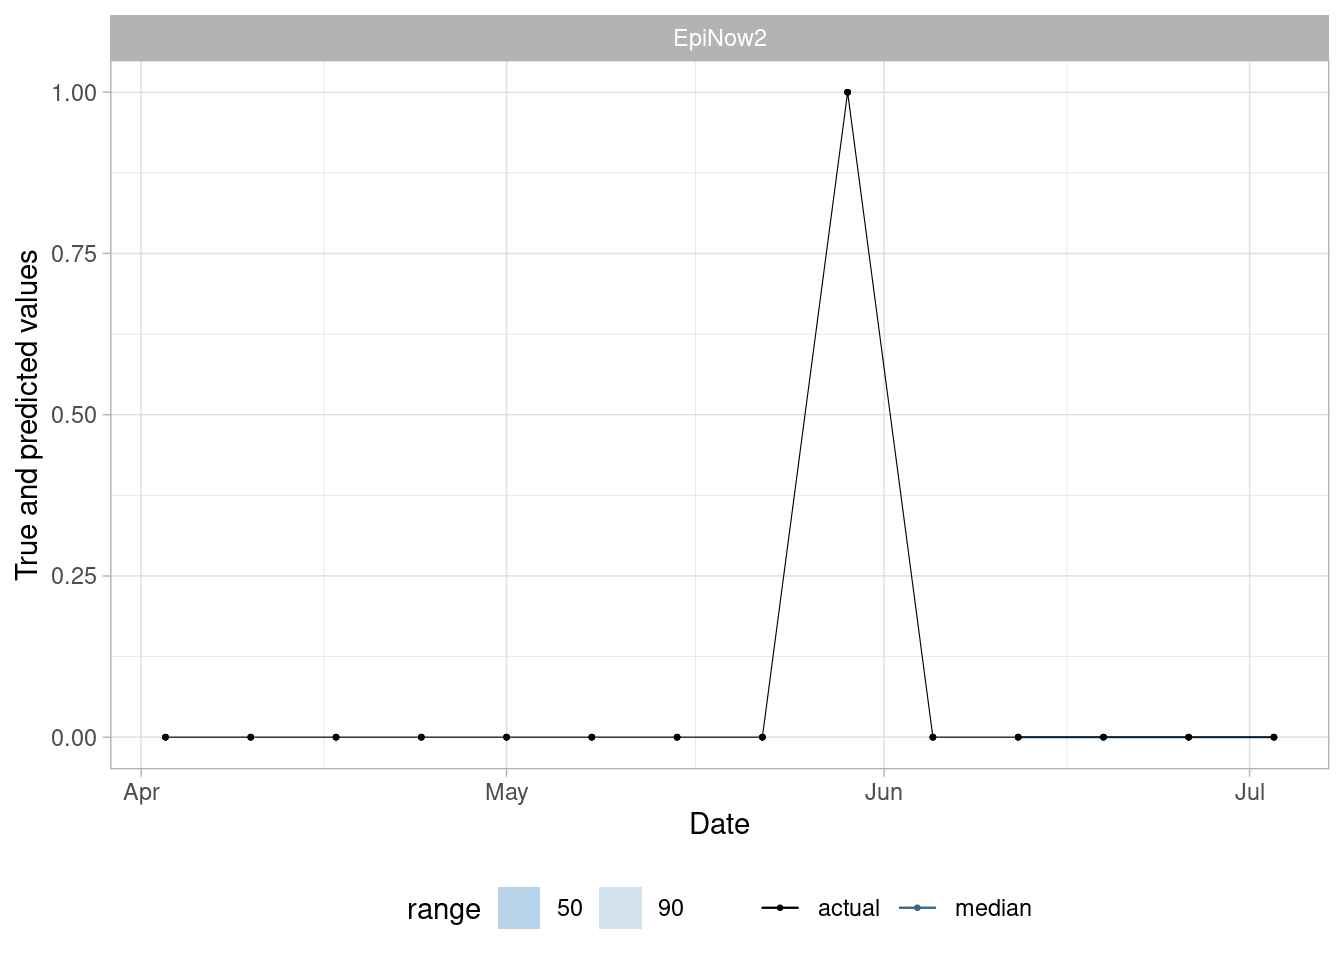 EpiNow2
1.00
0.75
0.50
0.25
0.00
True and predicted values
Apr May Jun Jul
Date
range 50 90 actual median